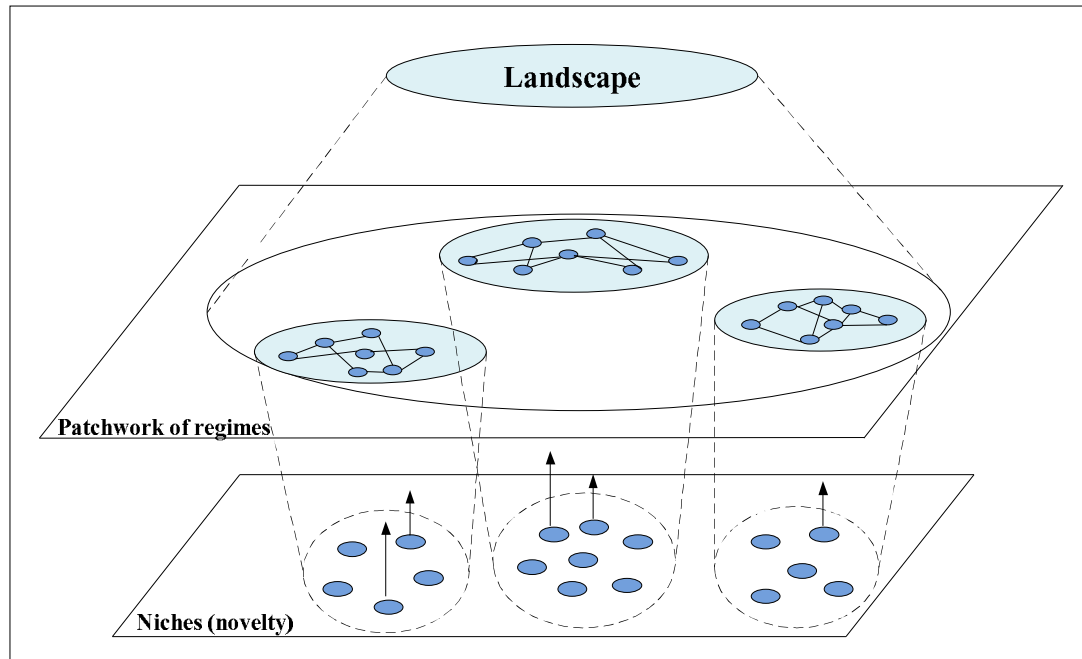 Landscape
Patchwork of regimes
Niches (novelty)